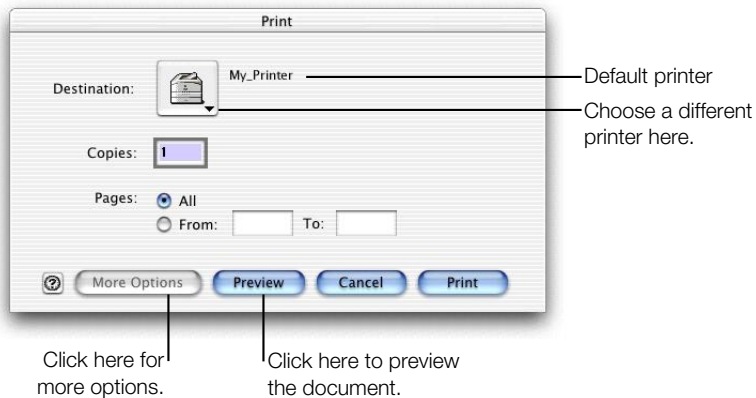 Print
Destination:
My_Printer
Default printer
Choose a different
printer here.
Copies: 1
Pages: All
From: To:
? More Options Preview Cancel Print
Click here for
more options.
Click here to preview
the document.